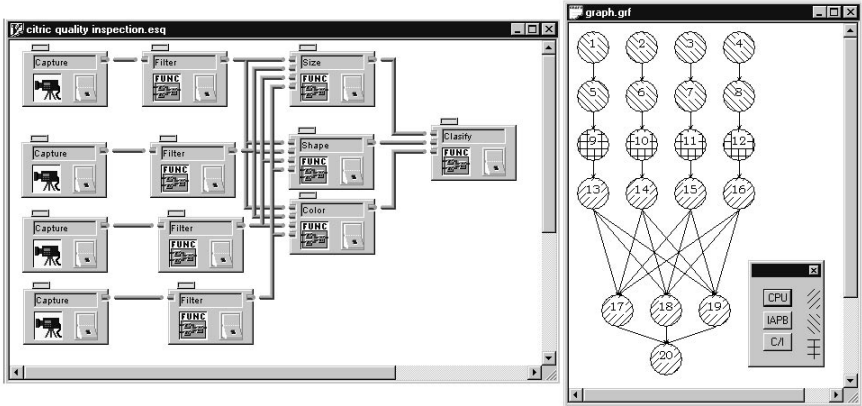 citric quality inspection.esq
Capture
Filter
Size
FUNC
FUNC
Capture
Filter
Shape
Clasify
FUNC
FUNC
FUNC
Capture
Filter
Color
FUNC
FUNC
Capture
Filter
FUNC
graph.grf
1 2 3 4
5 6 7 8
9 10 11 12
13 14 15 16
17 18 19
20
CPU
IAPB
C/I